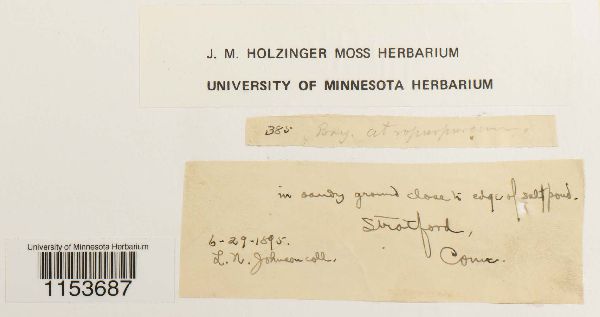 J. M. HOLZINGER MOSS HERBARIUM
UNIVERSITY OF MINNESOTA HERBARIUM
385 Bry. atropurpureum,
in sandy ground close to edge of salt pond.
Stratford,
Conn.
6-29-1895.
L. N. Johnson coll.
University of Minnesota Herbarium
1153687